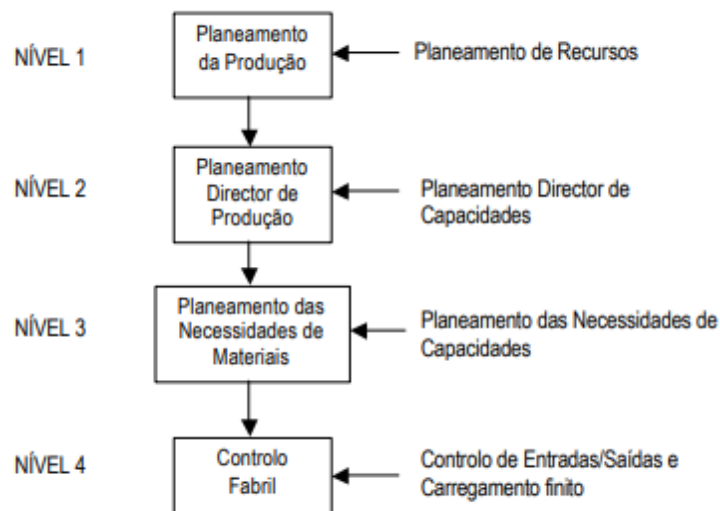 NÍVEL 1
Planeamento
da Produção
Planeamento de Recursos
NÍVEL 2
Planeamento
Director de
Produção
Planeamento Director de
Capacidades
NÍVEL 3
Planeamento das
Necessidades de
Materiais
Planeamento das Necessidades de
Capacidades
NÍVEL 4
Controlo
Fabril
Controlo de Entradas/Saídas e
Carregamento finito